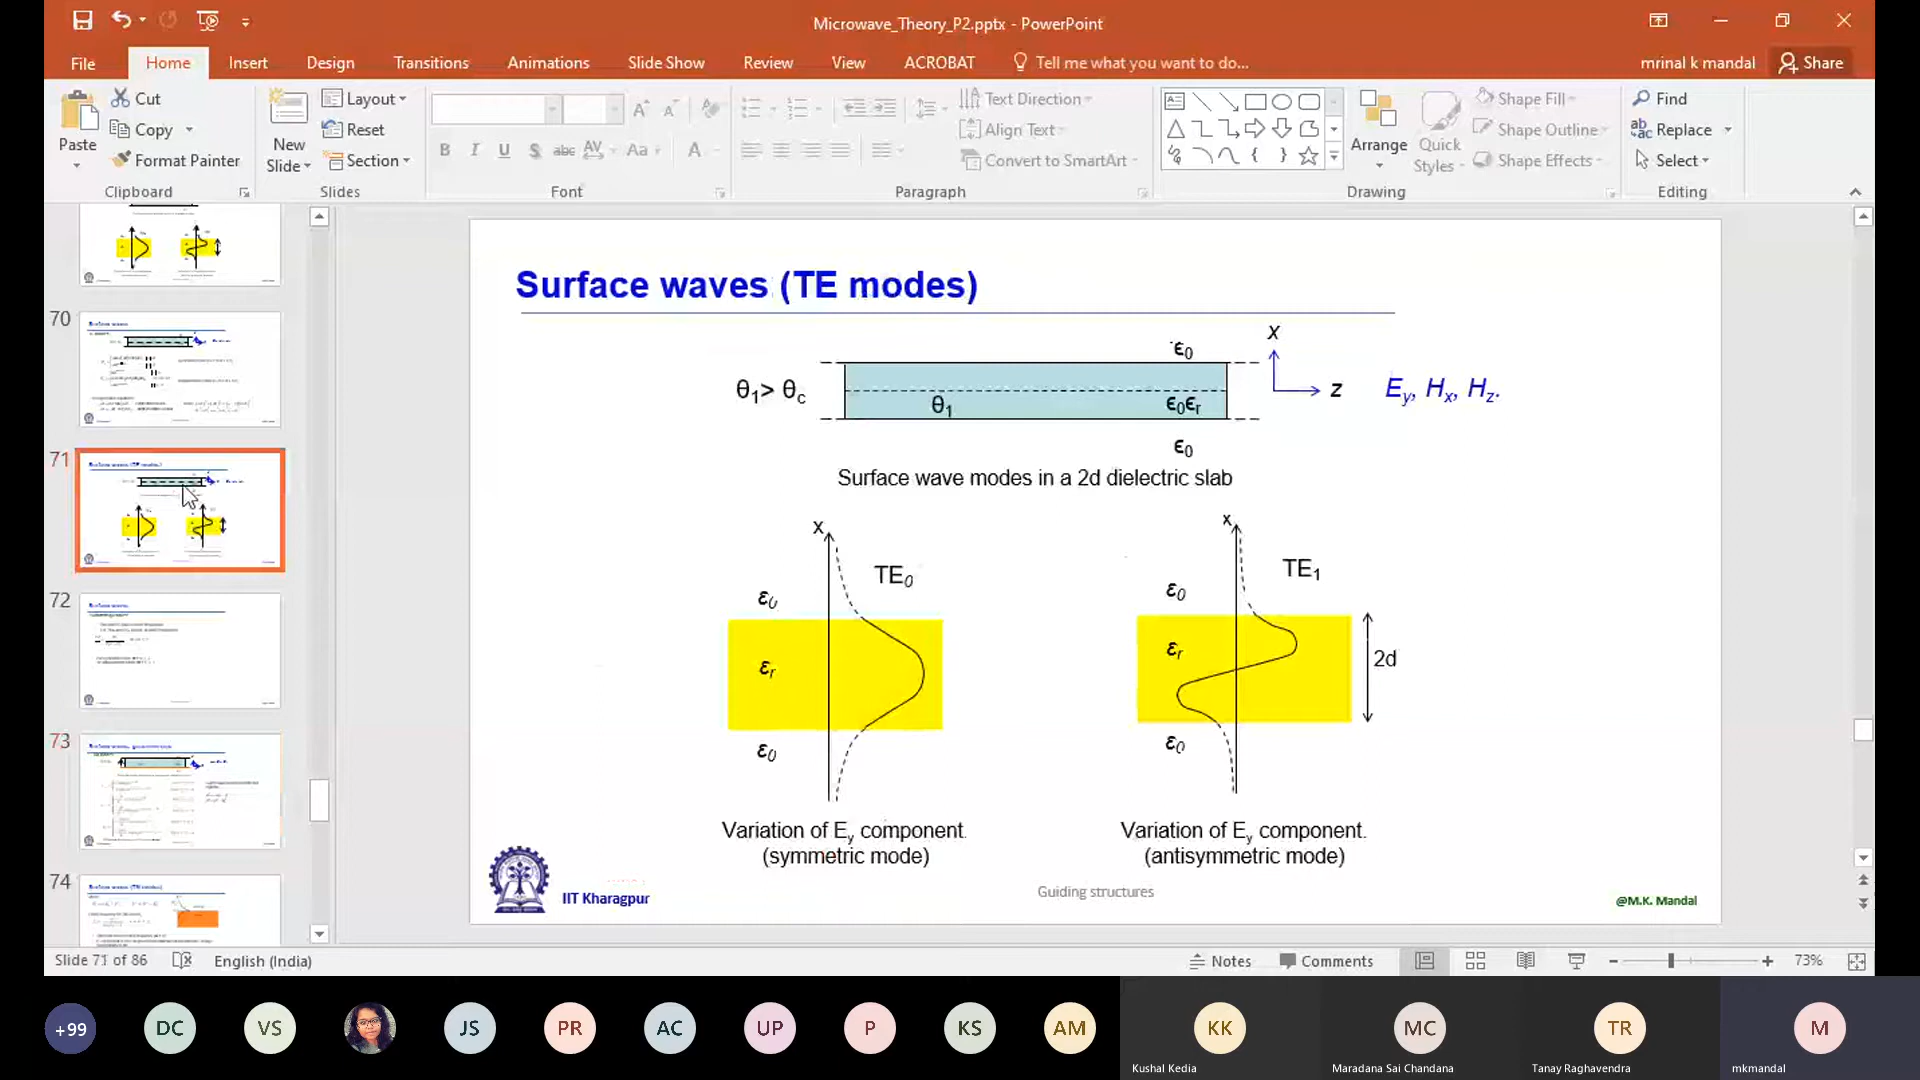 Microwave_Theory_P2.pptx - PowerPoint
File Home Insert Design Transitions Animations Slide Show Review View ACROBAT Tell me what you want to do... mrinal k mandal Share
Paste
Cut
Copy
Format Painter
Clipboard
New Slide
Layout
Reset
Section
Slides
B I U S abc AV Aa A
Font
Text Direction
Align Text
Convert to SmartArt
Paragraph
Arrange
Quick Styles
Shape Fill
Shape Outline
Shape Effects
Drawing
Find
Replace
Select
Editing
70
71
72
73
74
Surface waves (TE modes)
θ1> θc
θ1
ϵ0
ϵ0ϵr
ϵ0
x
z
Ey, Hx, Hz.
Surface wave modes in a 2d dielectric slab
x
TE0
ε0
εr
ε0
Variation of Ey component.
(symmetric mode)
x
TE1
ε0
εr
ε0
2d
Variation of Ey component.
(antisymmetric mode)
IIT Kharagpur
Guiding structures
@M.K. Mandal
Slide 71 of 86 English (India) Notes Comments 73%
+99 DC VS JS PR AC UP P KS AM KK MC TR M
Kushal Kedia Maradana Sai Chandana Tanay Raghavendra mkmandal